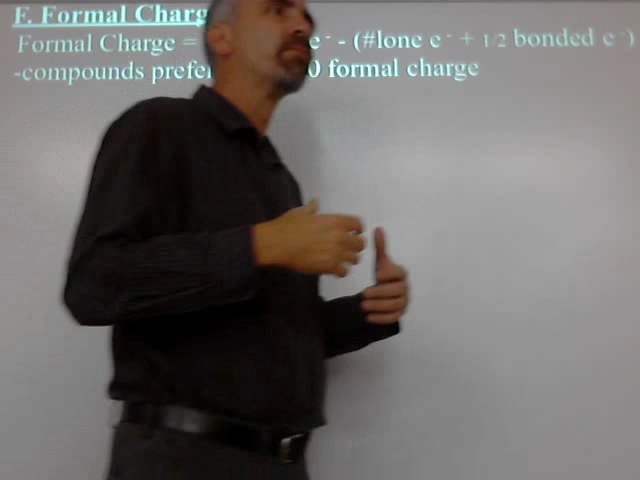 F. Formal Charg
Formal Charge = e⁻ - (#lone e⁻ + 1/2 bonded e⁻)
-compounds prefer 0 formal charge